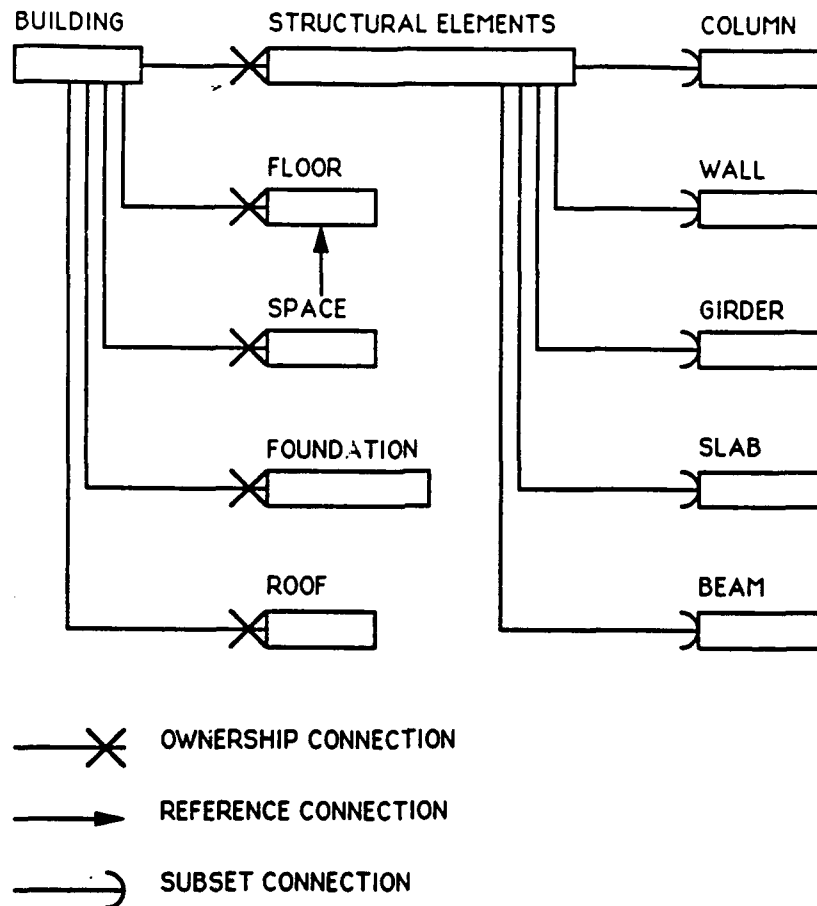 BUILDING
STRUCTURAL ELEMENTS
COLUMN
FLOOR
WALL
SPACE
GIRDER
FOUNDATION
SLAB
ROOF
BEAM
OWNERSHIP CONNECTION
REFERENCE CONNECTION
SUBSET CONNECTION